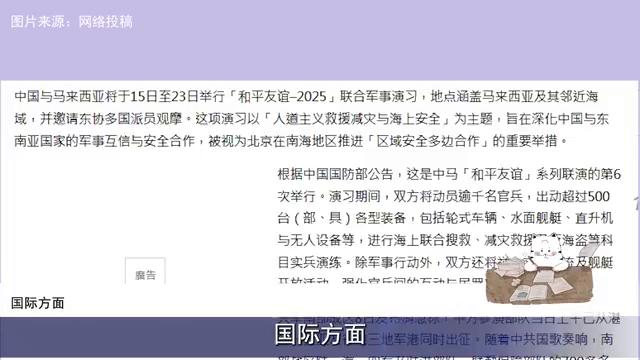 图片来源：网络投稿
中国与马来西亚将于15日至23日举行「和平友谊–2025」联合军事演习，地点涵盖马来西亚及其邻近海
域，并邀请东协多国派员观摩。这项演习以「人道主义救援减灾与海上安全」为主题，旨在深化中国与东
南亚国家的军事互信与安全合作，被视为北京在南海地区推进「区域安全多边合作」的重要举措。
根据中国国防部公告，这是中马「和平友谊」系列联演的第6
次举行。演习期间，双方将动员逾千名官兵，出动超过500
台（部、具）各型装备，包括轮式车辆、水面舰艇、直升机
与无人设备等，进行海上联合搜救、减灾救援
海盗等科
目实兵演练。除军事行动外，双方还将举
及舰艇
廣告
国际方面
国际方面
三地军港同时出征。随着中共国歌奏响，南